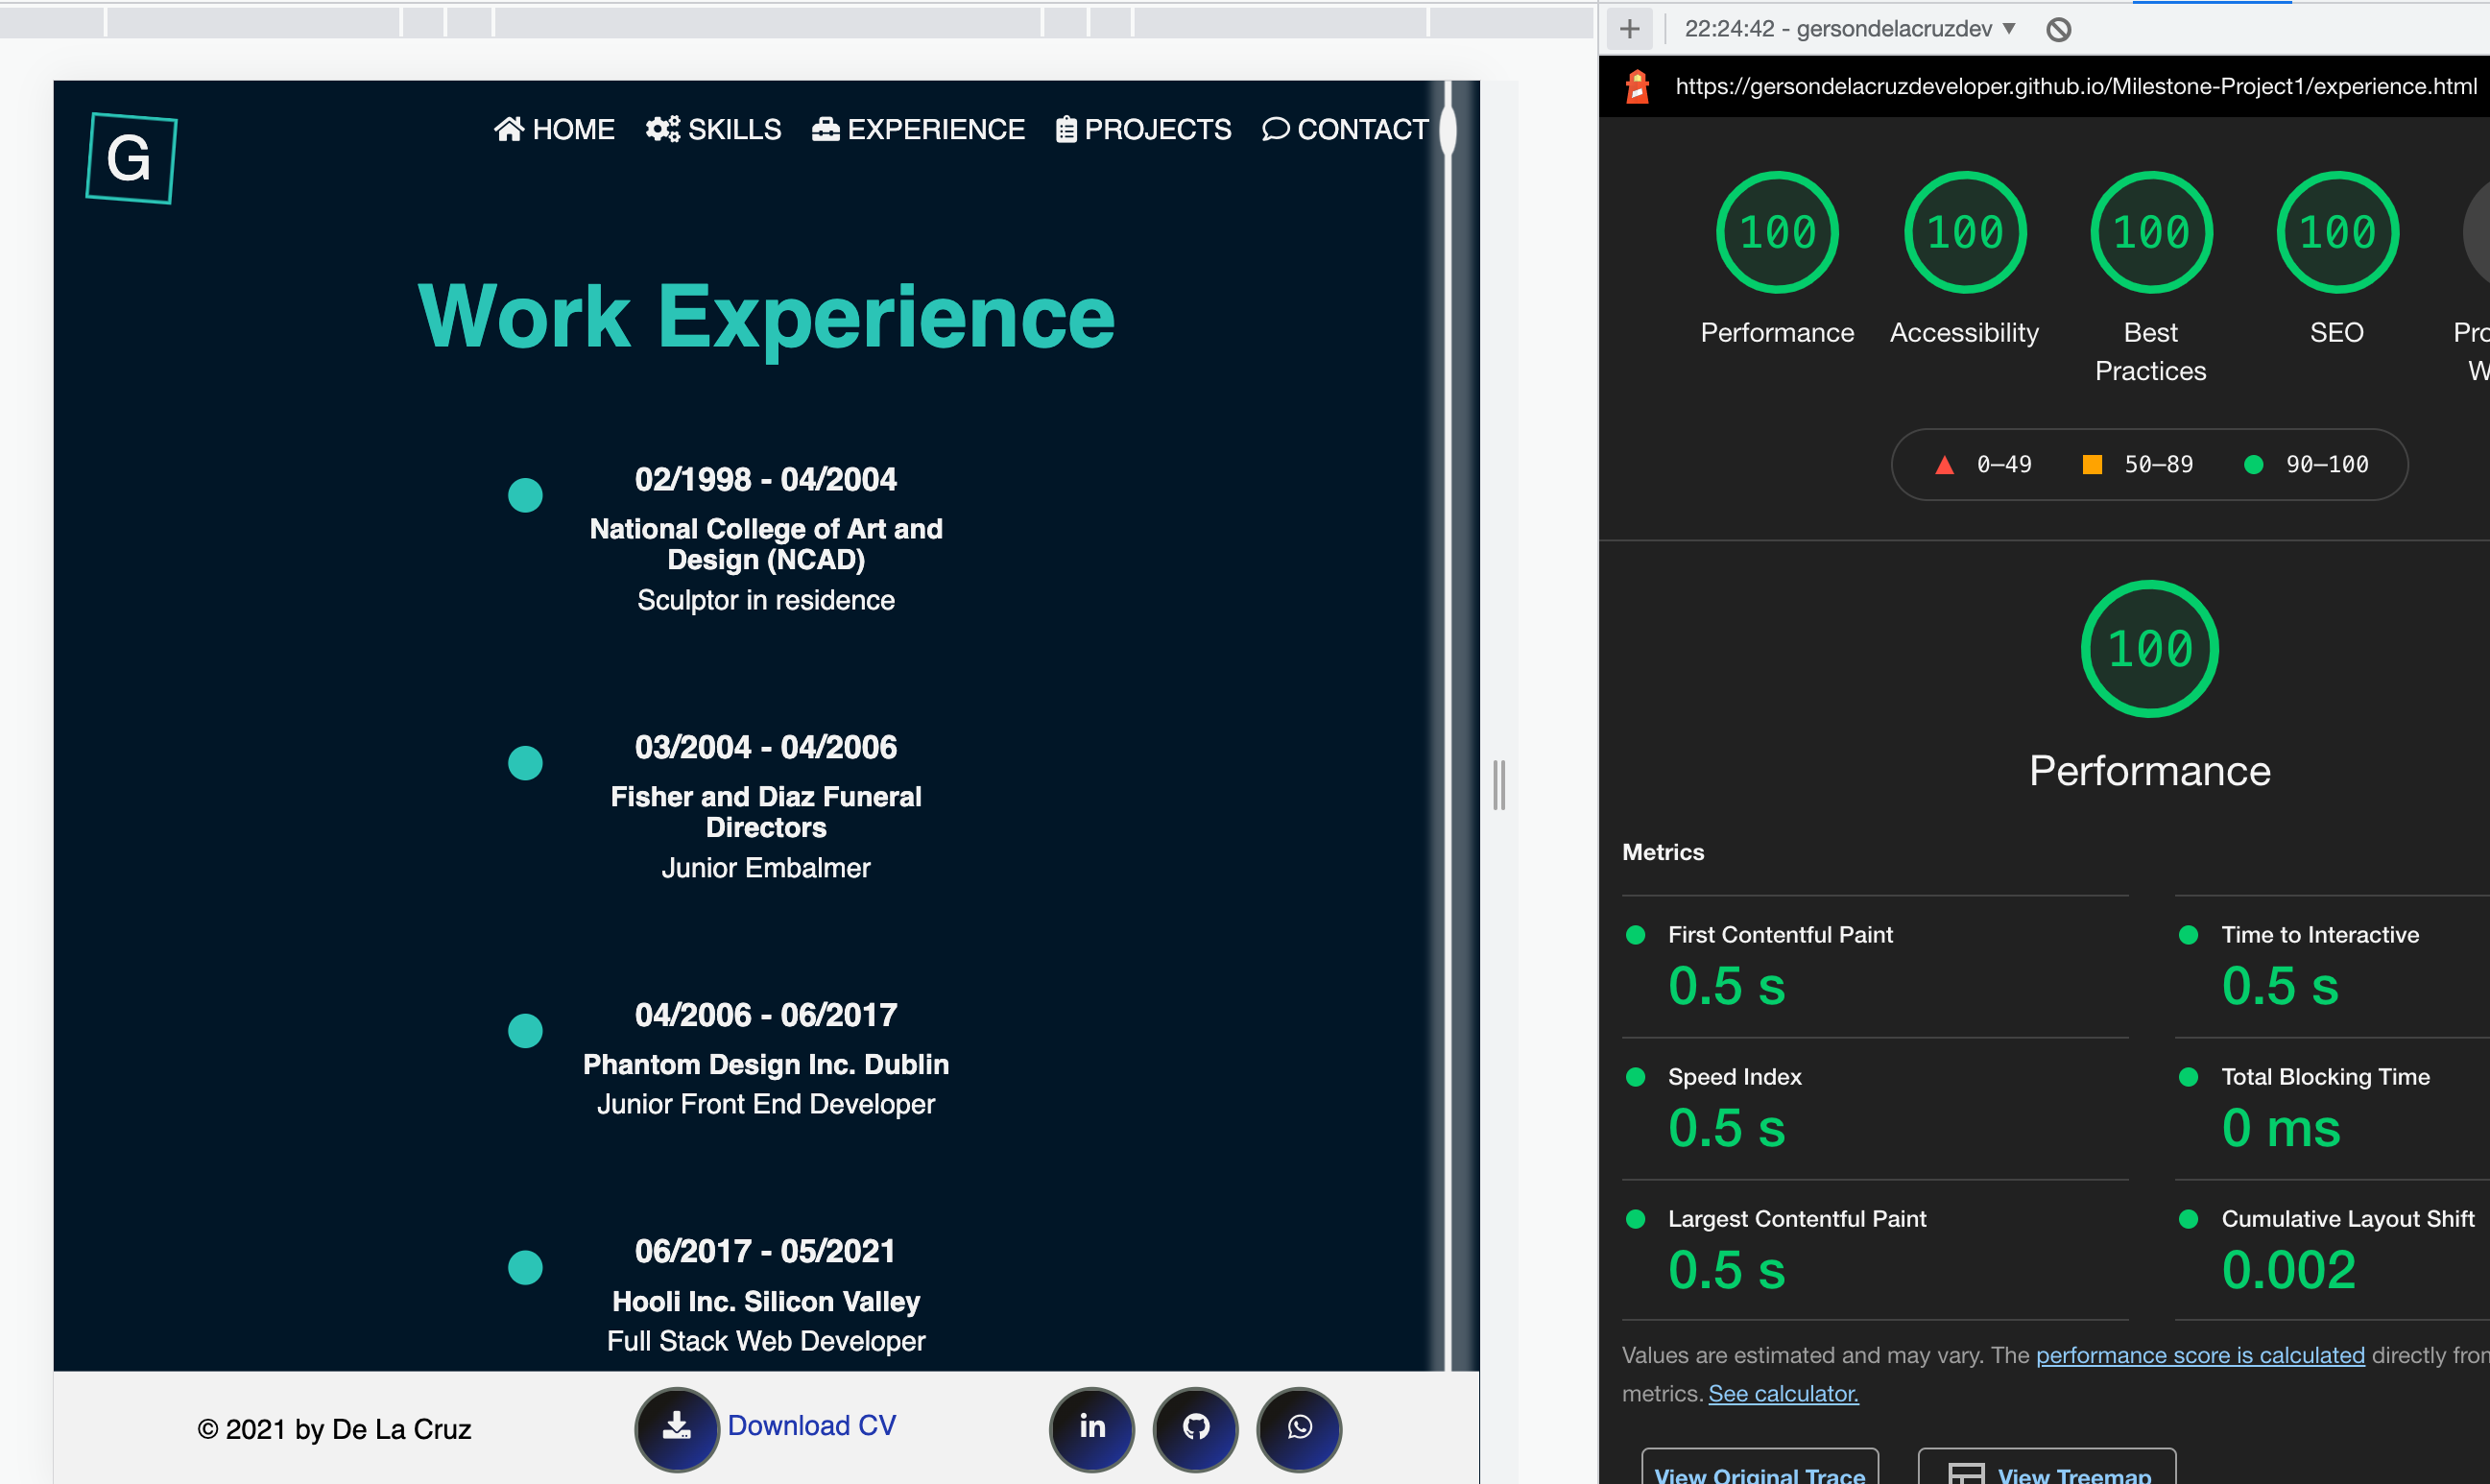 G
HOME SKILLS EXPERIENCE PROJECTS CONTACT
Work Experience
02/1998 - 04/2004
National College of Art and
Design (NCAD)
Sculptor in residence
03/2004 - 04/2006
Fisher and Diaz Funeral
Directors
Junior Embalmer
04/2006 - 06/2017
Phantom Design Inc. Dublin
Junior Front End Developer
06/2017 - 05/2021
Hooli Inc. Silicon Valley
Full Stack Web Developer
© 2021 by De La Cruz
Download CV
in
22:24:42 - gersondelacruzdev
https://gersondelacruzdeveloper.github.io/Milestone-Project1/experience.html
100 100 100 100
Performance Accessibility Best SEO
Practices
0–49 50–89 90–100
100
Performance
Metrics
First Contentful Paint
0.5 s
Time to Interactive
0.5 s
Speed Index
0.5 s
Total Blocking Time
0 ms
Largest Contentful Paint
0.5 s
Cumulative Layout Shift
0.002
Values are estimated and may vary. The performance score is calculated directly
metrics. See calculator.
View Original Trace
View Treemap